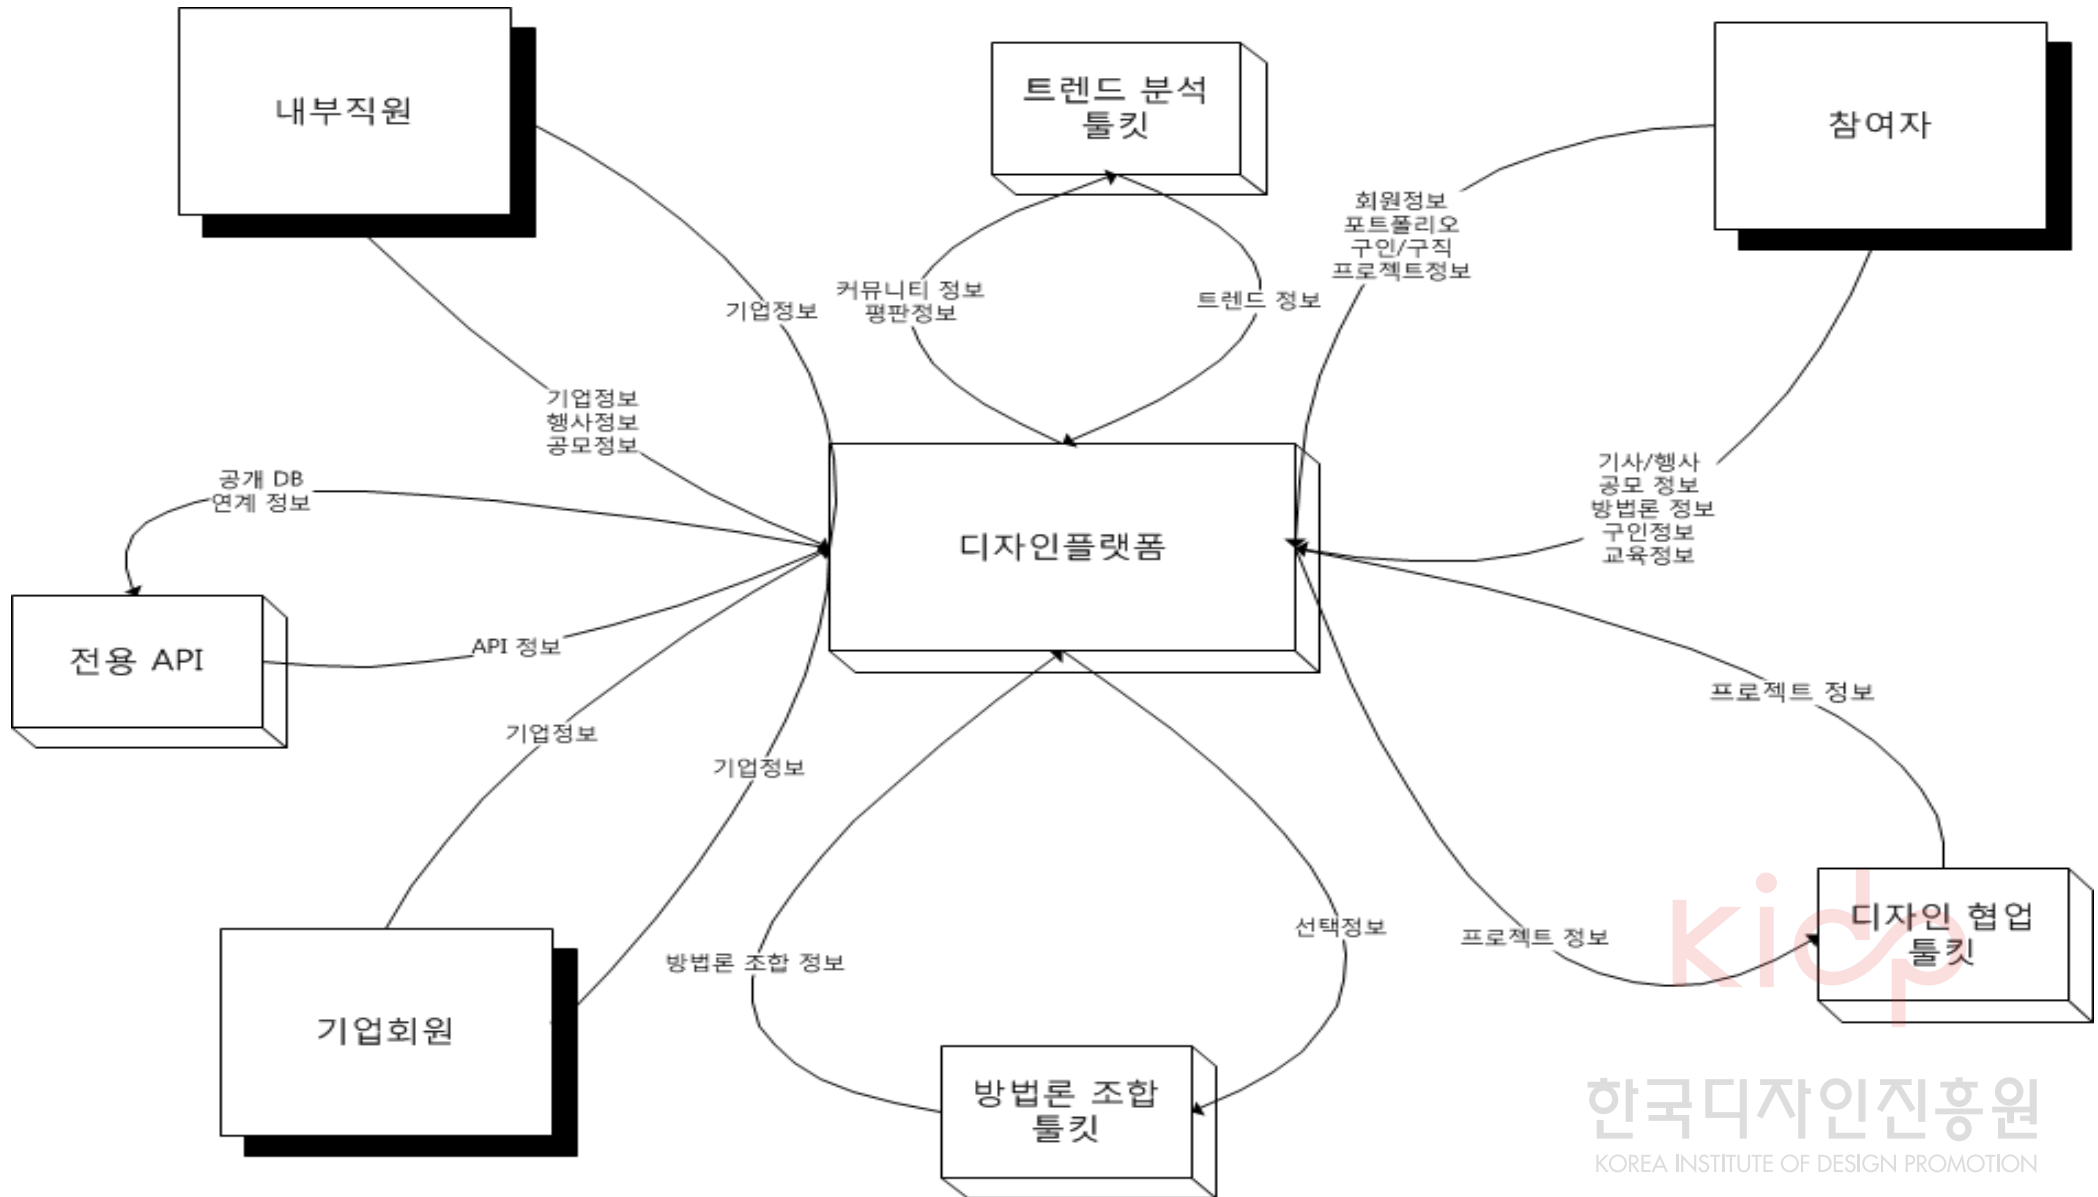 내부직원
트렌드 분석
툴킷
참여자
회원정보
포트폴리오
구인/구직
프로젝트정보
커뮤니티 정보
평판정보
트렌드 정보
기업정보
기업정보
행사정보
공모정보
공개 DB
연계 정보
기사/행사
공모 정보
방법론 정보
구인정보
교육정보
디자인플랫폼
전용 API
API 정보
프로젝트 정보
기업정보
기업정보
디자인 협업
툴킷
선택정보
프로젝트 정보
방법론 조합 정보
기업회원
방법론 조합
툴킷
kidp
한국디자인진흥원
KOREA INSTITUTE OF DESIGN PROMOTION